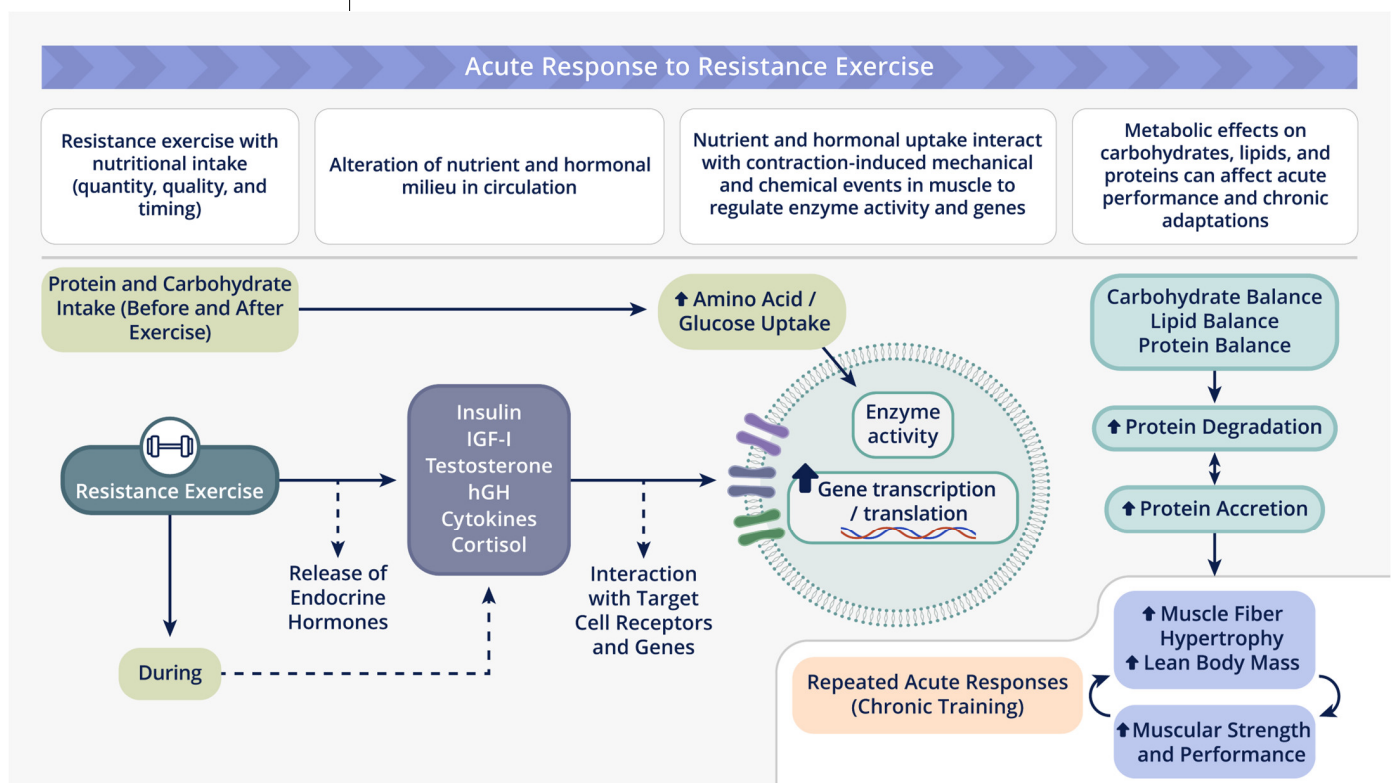 Acute Response to Resistance Exercise
Resistance exercise with
nutritional intake
(quantity, quality, and
timing)
Alteration of nutrient and hormonal
milieu in circulation
Nutrient and hormonal uptake interact
with contraction-induced mechanical
and chemical events in muscle to
regulate enzyme activity and genes
Metabolic effects on
carbohydrates, lipids, and
proteins can affect acute
performance and chronic
adaptations
Protein and Carbohydrate
Intake (Before and After
Exercise)
Amino Acid /
Glucose Uptake
Carbohydrate Balance
Lipid Balance
Protein Balance
Resistance Exercise
Insulin
IGF-I
Testosterone
hGH
Cytokines
Cortisol
Enzyme
activity
Gene transcription
/ translation
Protein Degradation
Protein Accretion
Release of
Endocrine
Hormones
Interaction
with Target
Cell Receptors
and Genes
During
Muscle Fiber
Hypertrophy
Lean Body Mass
Repeated Acute Responses
(Chronic Training)
Muscular Strength
and Performance